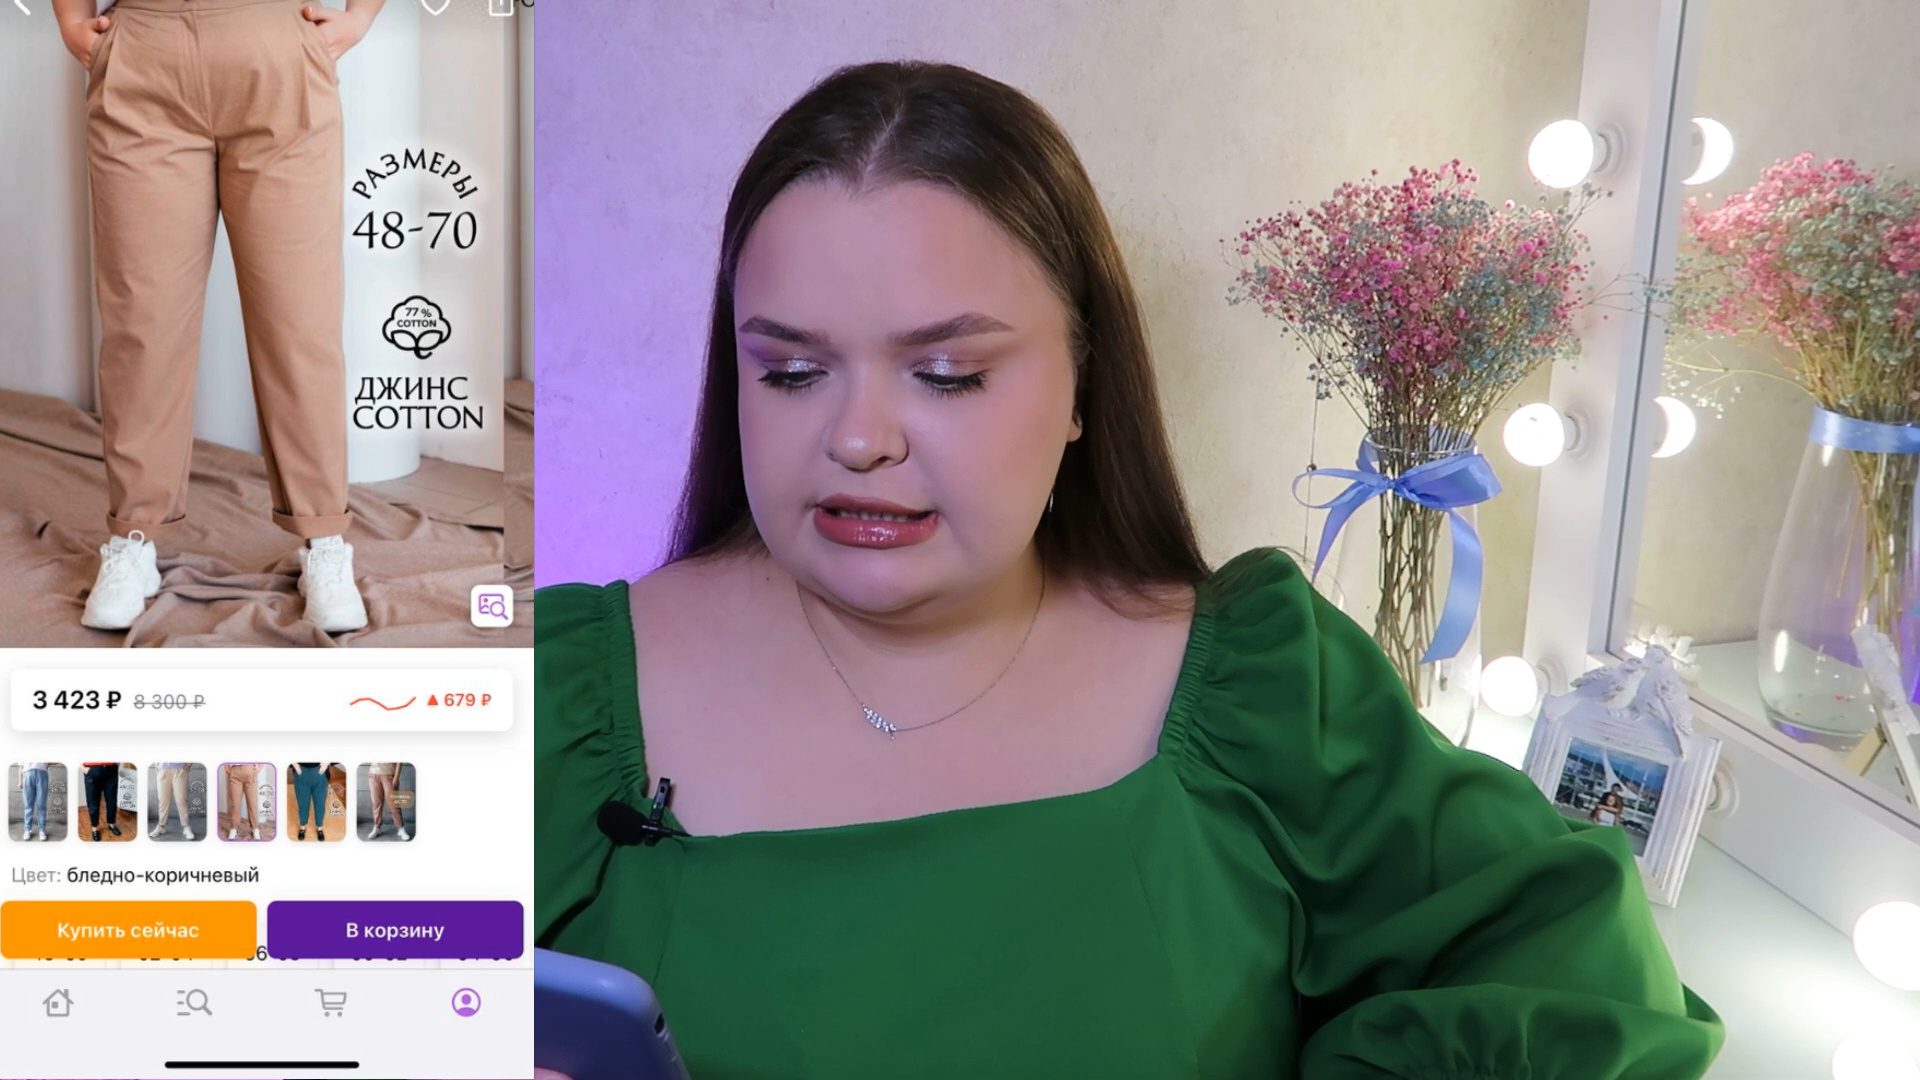 РАЗМЕРЫ
48-70
77 %
COTTON
ДЖИНС
COTTON
3 423 ₽ 8 300 ₽ ▲ 679 ₽
Цвет: бледно-коричневый
Купить сейчас
В корзину